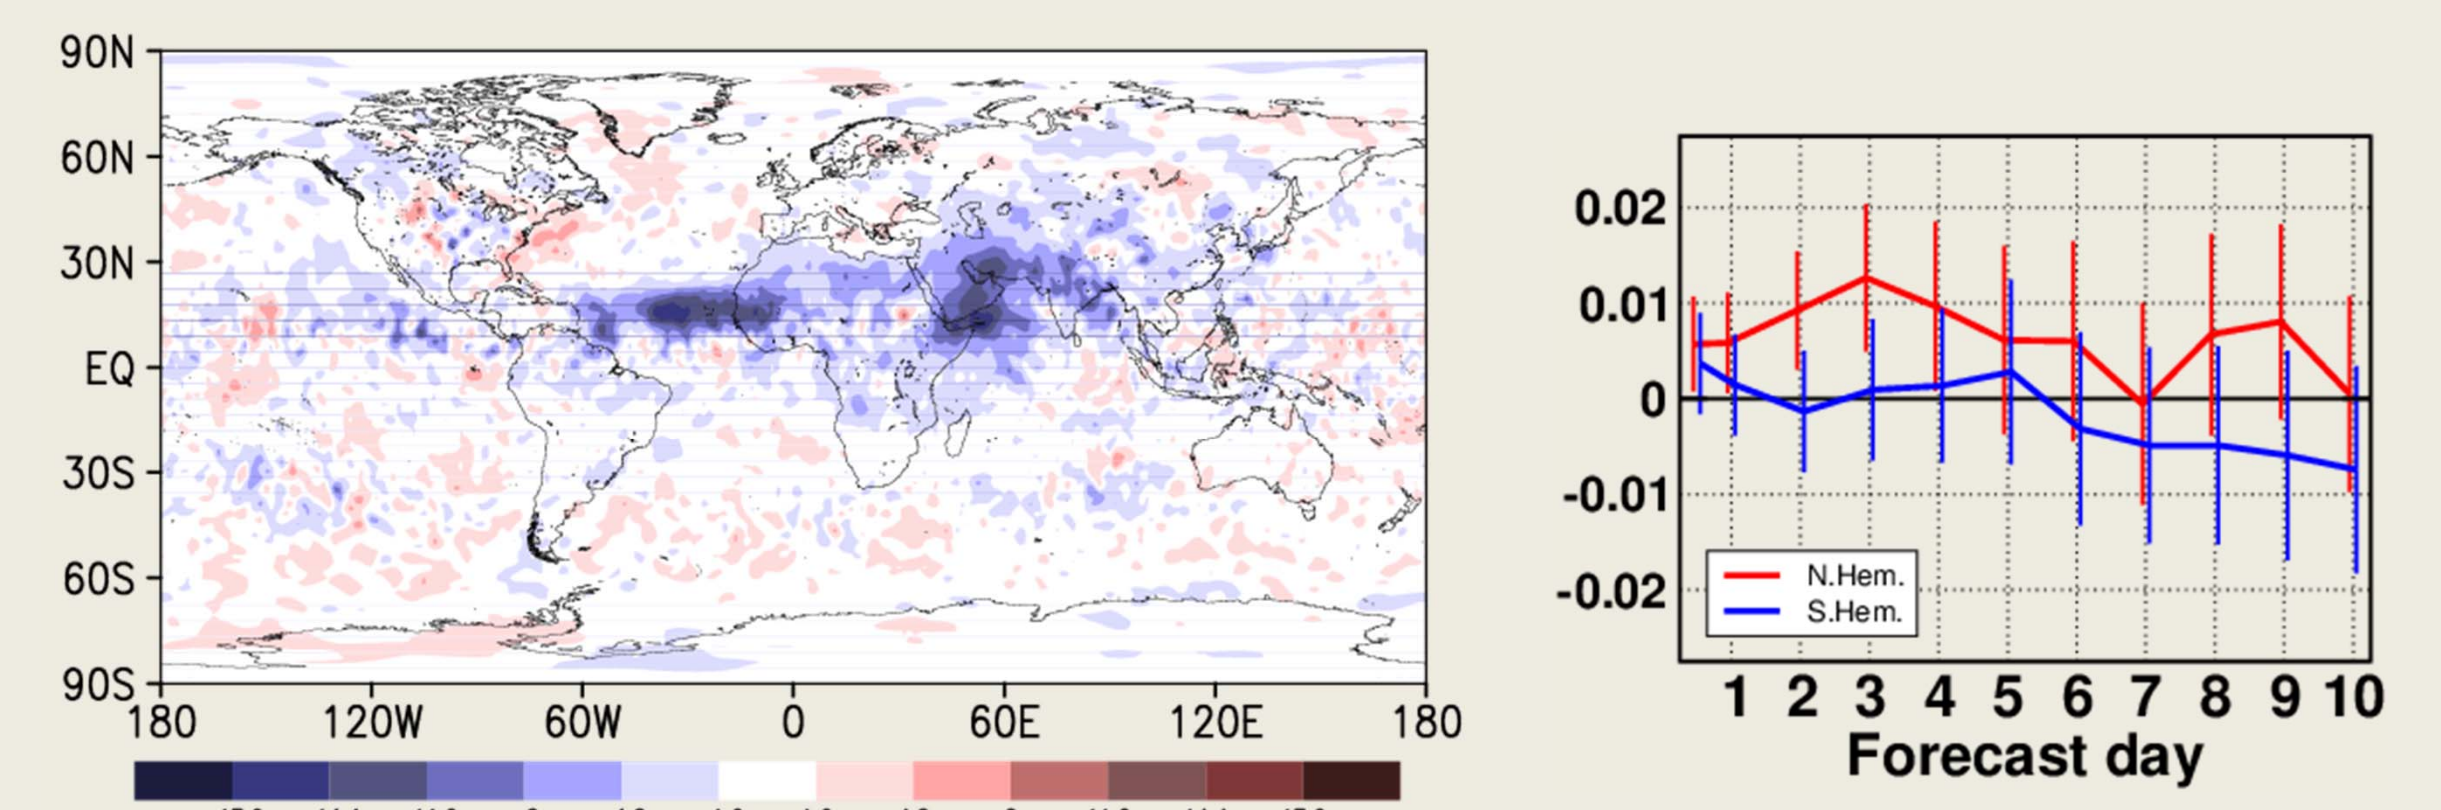 90N
60N
30N
EQ
30S
60S
90S
180 120W 60W 0 60E 120E 180
0.02
0.01
0
-0.01
-0.02
N.Hem.
S.Hem.
1 2 3 4 5 6 7 8 9 10
Forecast day